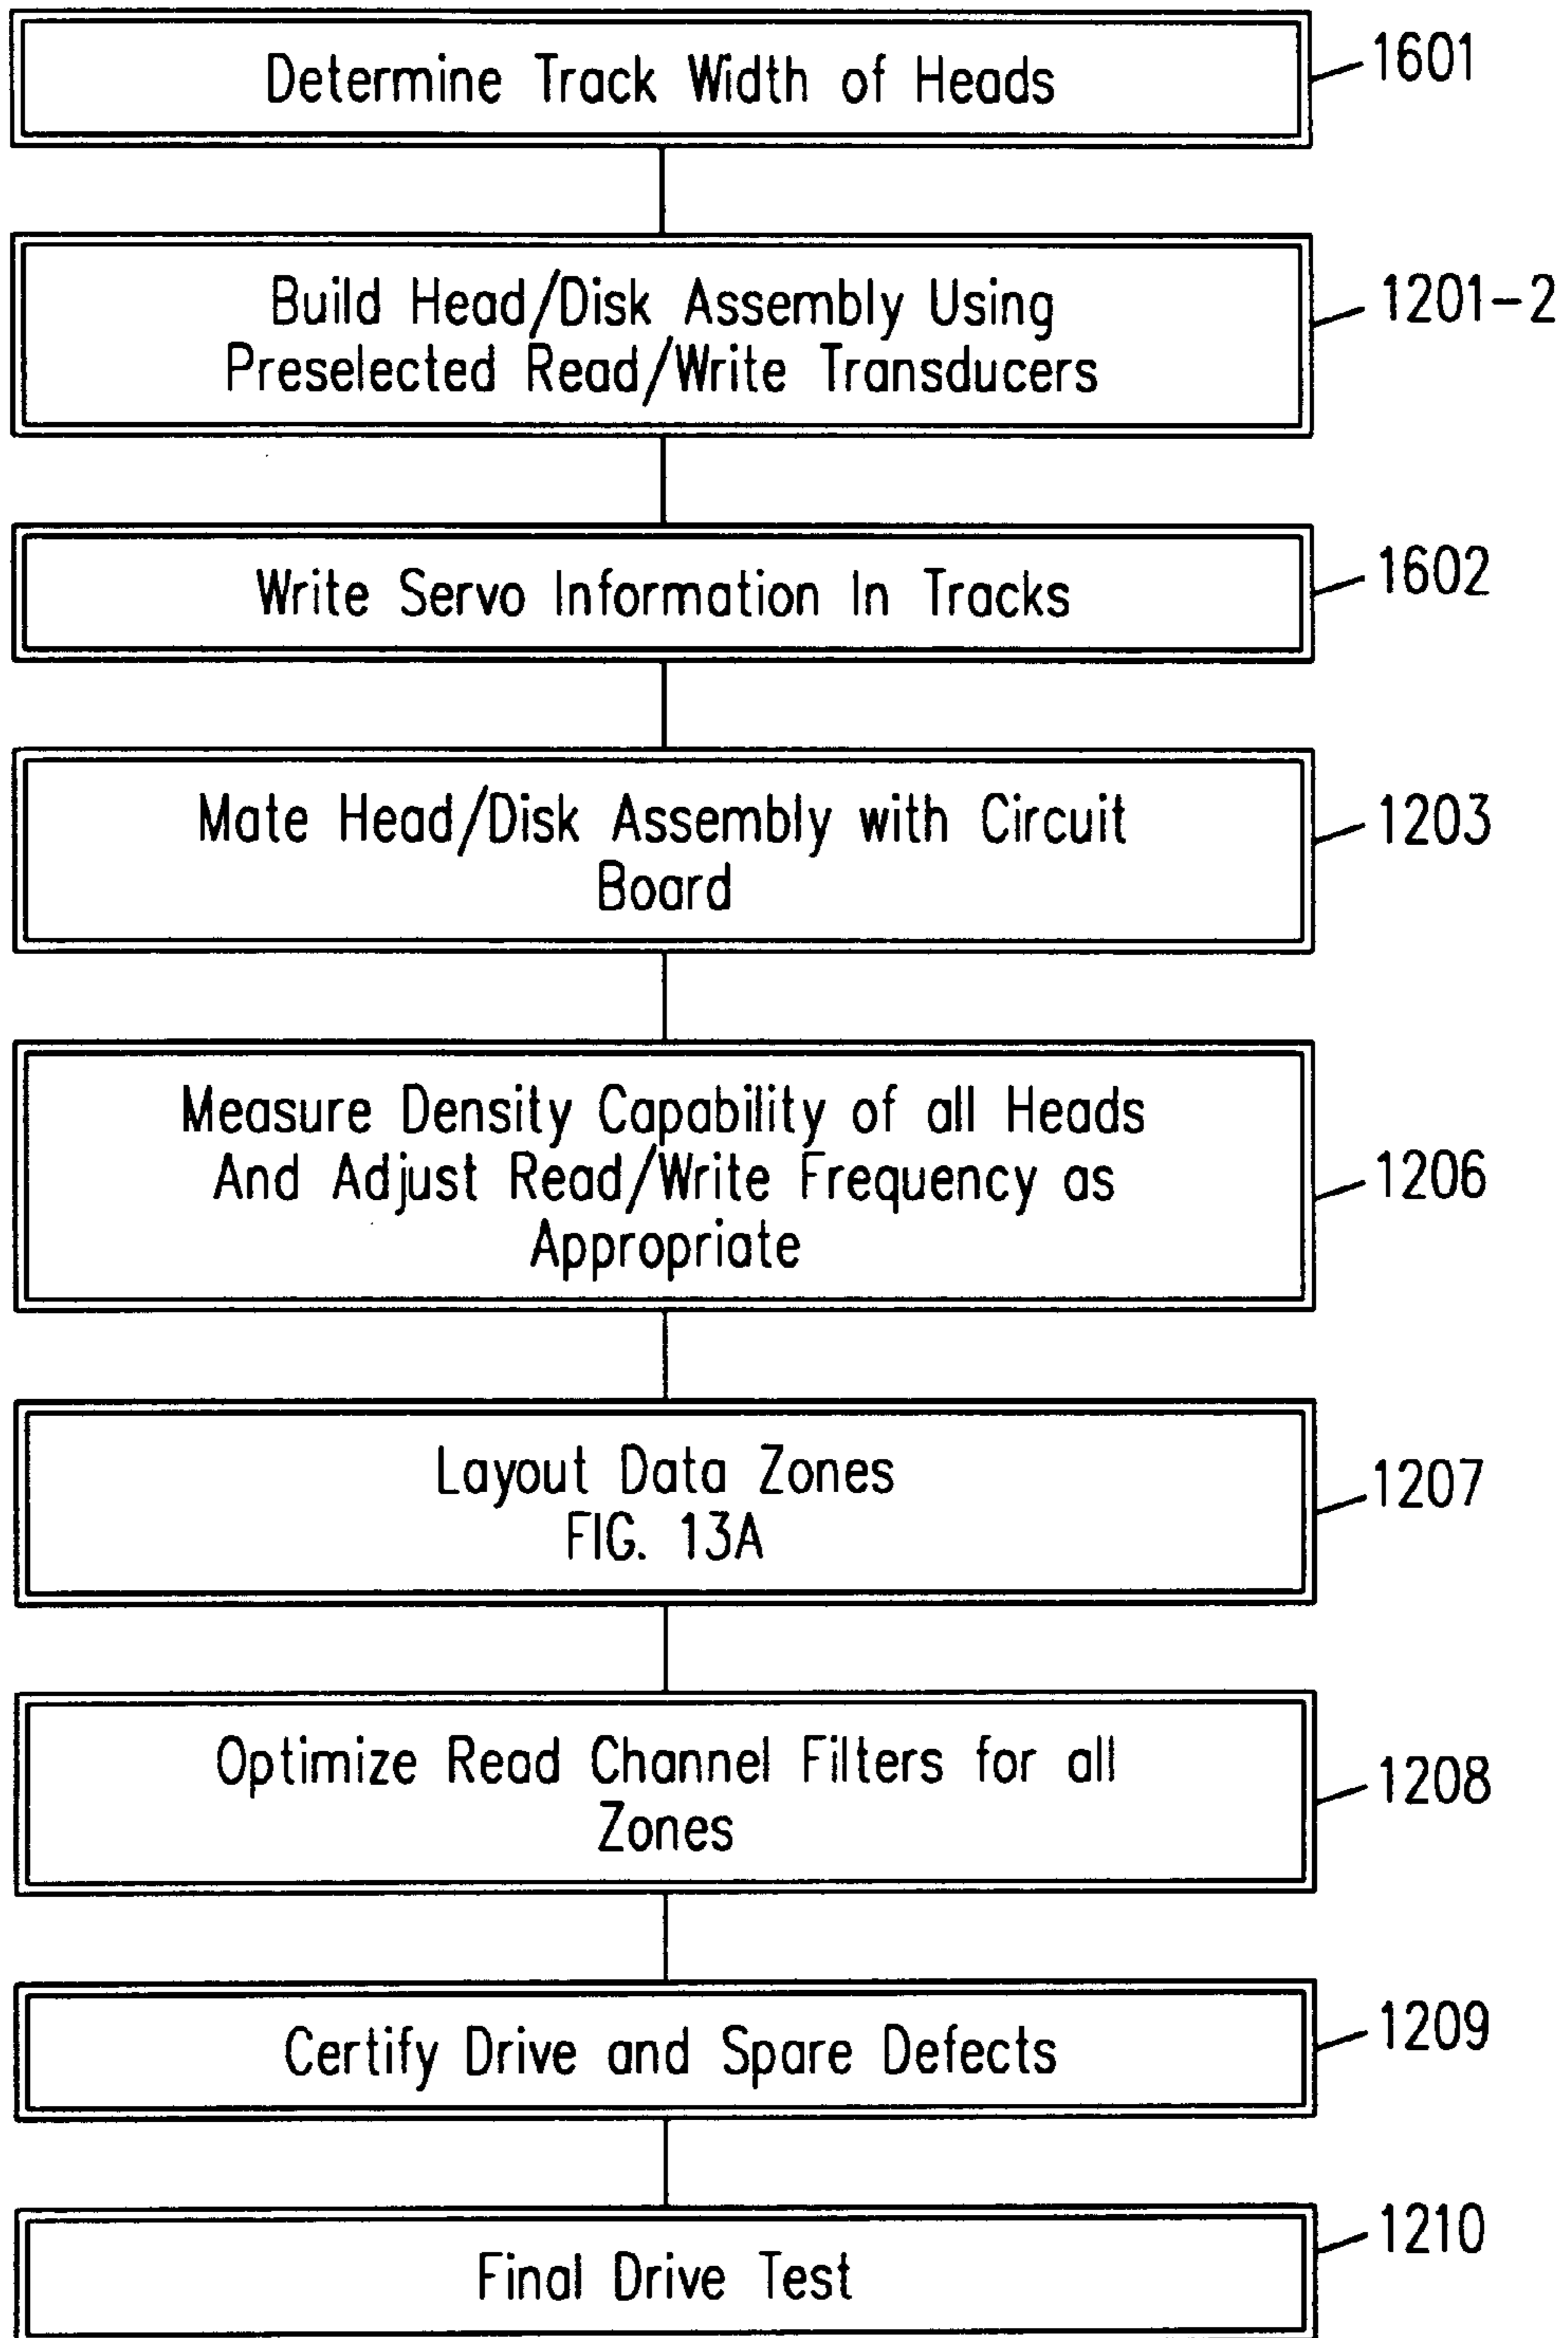 Determine Track Width of Heads
1601
Build Head/Disk Assembly Using
Preselected Read/Write Transducers
1201-2
Write Servo Information In Tracks
1602
Mate Head/Disk Assembly with Circuit
Board
1203
Measure Density Capability of all Heads
And Adjust Read/Write Frequency as
Appropriate
1206
Layout Data Zones
FIG. 13A
1207
Optimize Read Channel Filters for all
Zones
1208
Certify Drive and Spare Defects
1209
Final Drive Test
1210